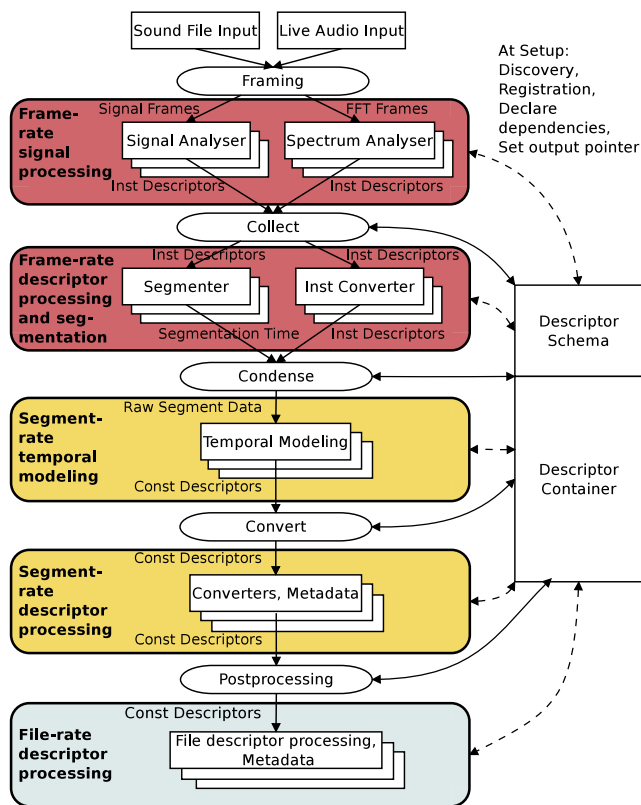 Sound File Input
Live Audio Input
Framing
At Setup:
Discovery,
Registration,
Declare
dependencies,
Set output pointer
Frame-
rate
signal
processing
Signal Frames
FFT Frames
Signal Analyser
Spectrum Analyser
Inst Descriptors
Inst Descriptors
Collect
Frame-rate
descriptor
processing
and seg-
mentation
Inst Descriptors
Inst Descriptors
Segmenter
Inst Converter
Segmentation Time
Inst Descriptors
Descriptor
Schema
Condense
Segment-
rate
temporal
modeling
Raw Segment Data
Temporal Modeling
Const Descriptors
Descriptor
Container
Convert
Segment-
rate
descriptor
processing
Const Descriptors
Converters, Metadata
Const Descriptors
Postprocessing
File-rate
descriptor
processing
Const Descriptors
File descriptor processing,
Metadata